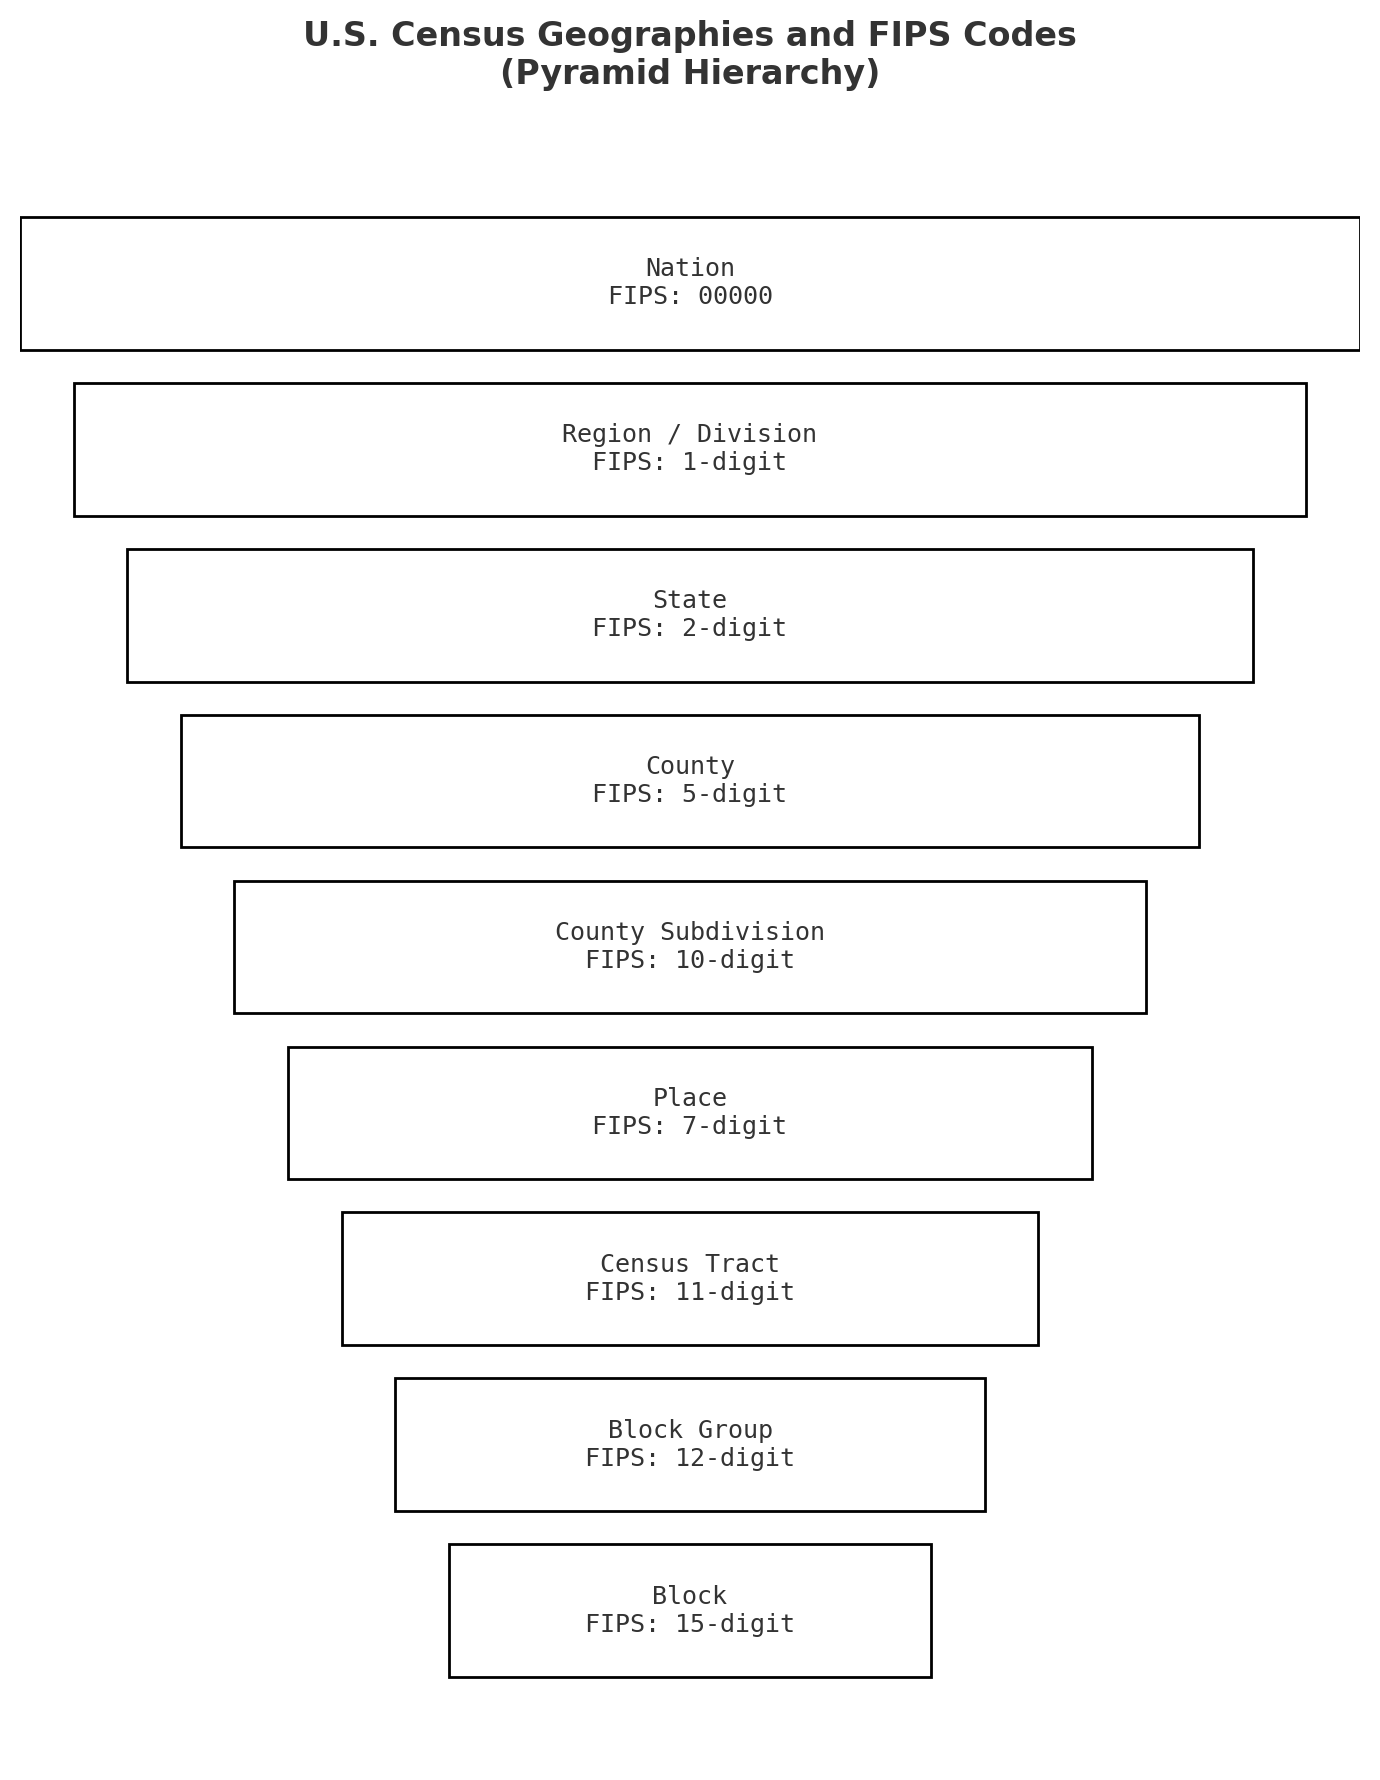 U.S. Census Geographies and FIPS Codes
(Pyramid Hierarchy)
Nation
FIPS: 00000
Region / Division
FIPS: 1-digit
State
FIPS: 2-digit
County
FIPS: 5-digit
County Subdivision
FIPS: 10-digit
Place
FIPS: 7-digit
Census Tract
FIPS: 11-digit
Block Group
FIPS: 12-digit
Block
FIPS: 15-digit